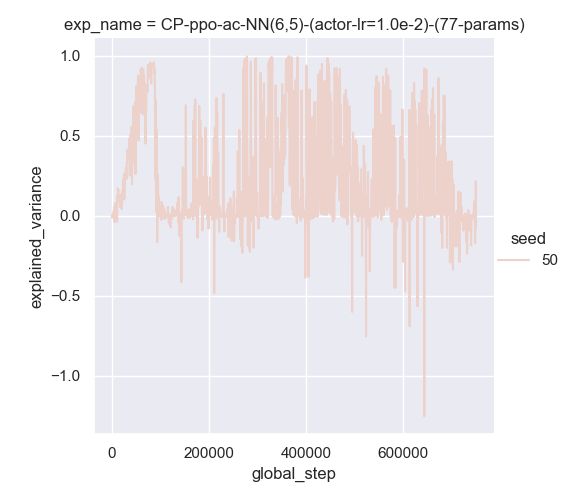 exp_name = CP-ppo-ac-NN(6,5)-(actor-lr=1.0e-2)-(77-params)
1.0
0.5
0.0
−0.5
−1.0
explained_variance
0 200000 400000 600000
global_step
seed
50